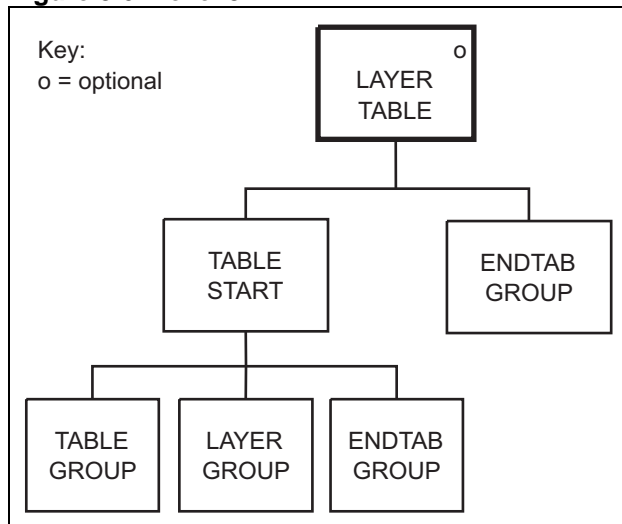 Key:
o = optional
o
LAYER
TABLE
TABLE
START
ENDTAB
GROUP
TABLE
GROUP
LAYER
GROUP
ENDTAB
GROUP